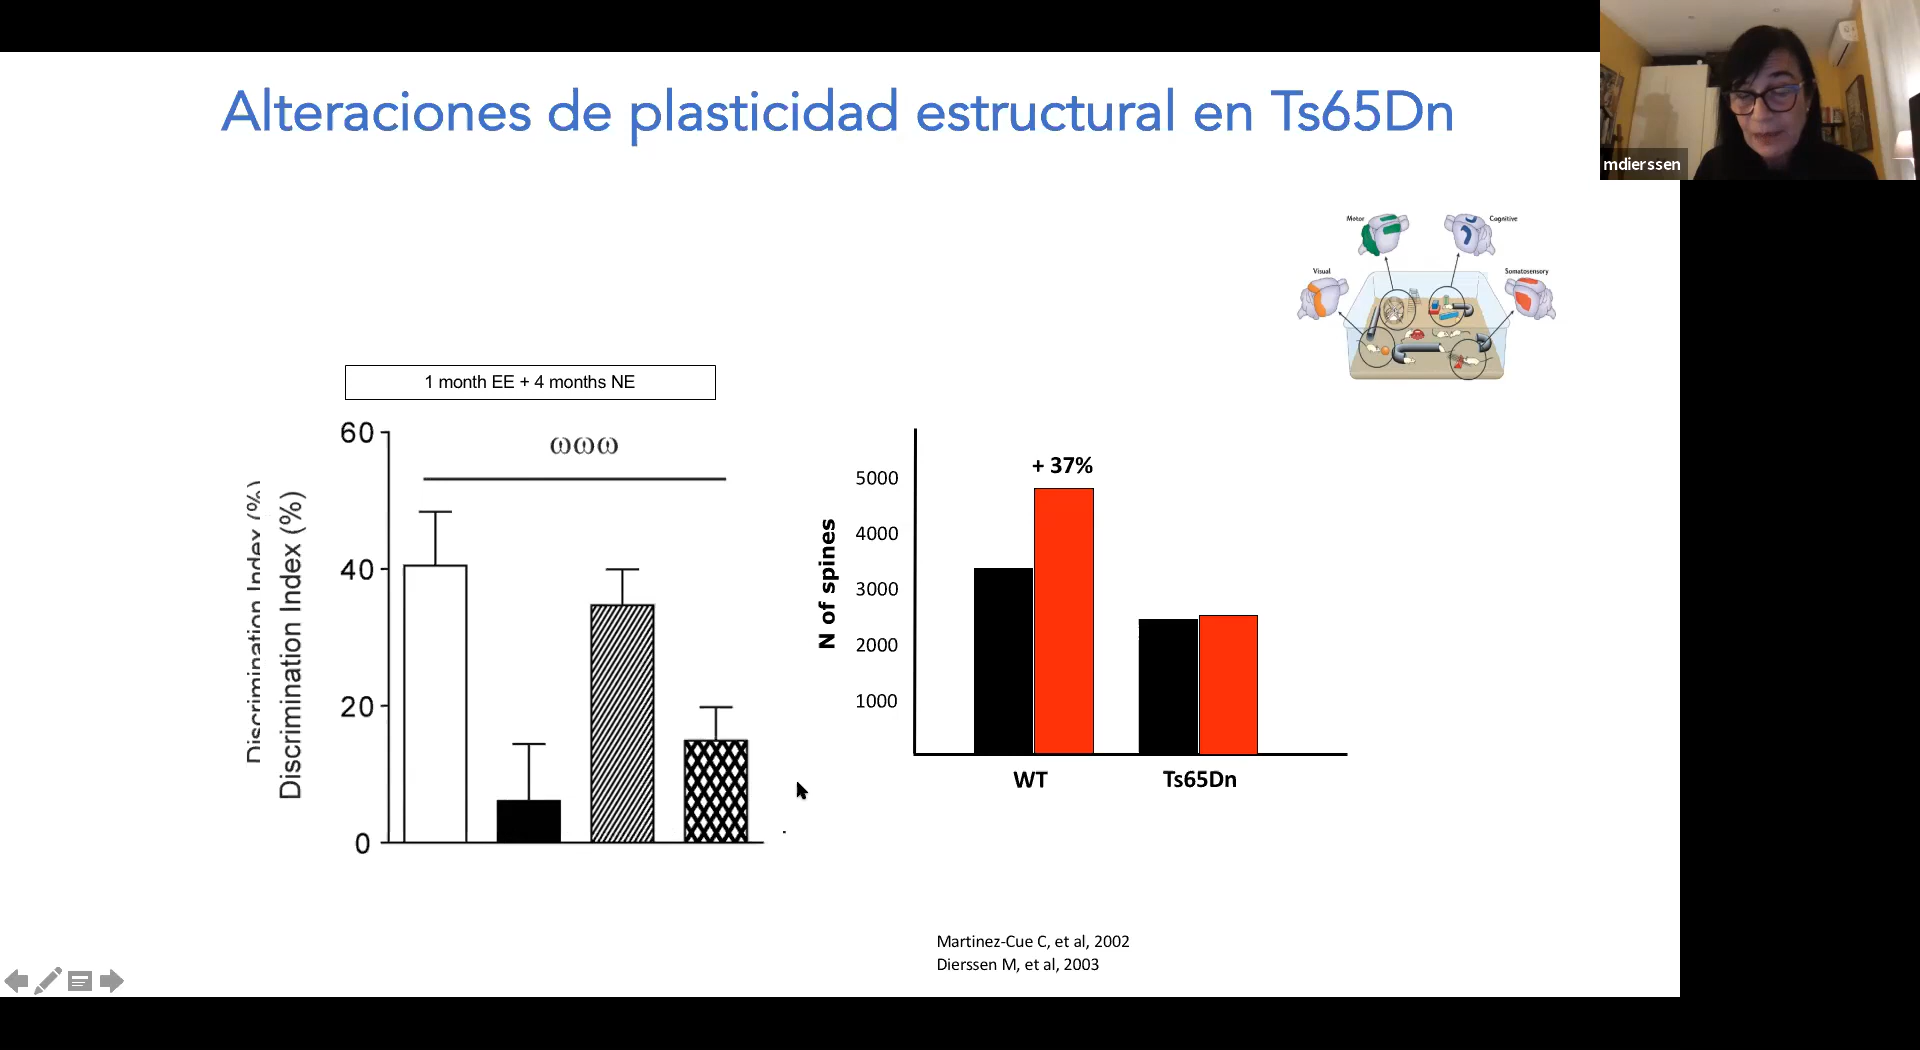 Alteraciones de plasticidad estructural en Ts65Dn
mdierssen
Motor
Cognitive
Visual
Somatosensory
1 month EE + 4 months NE
60
40
20
0
ωωω
Discrimination Index (%)
Discrimination Index (%)
N of spines
5000
4000
3000
2000
1000
+ 37%
WT
Ts65Dn
Martinez-Cue C, et al, 2002
Dierssen M, et al, 2003